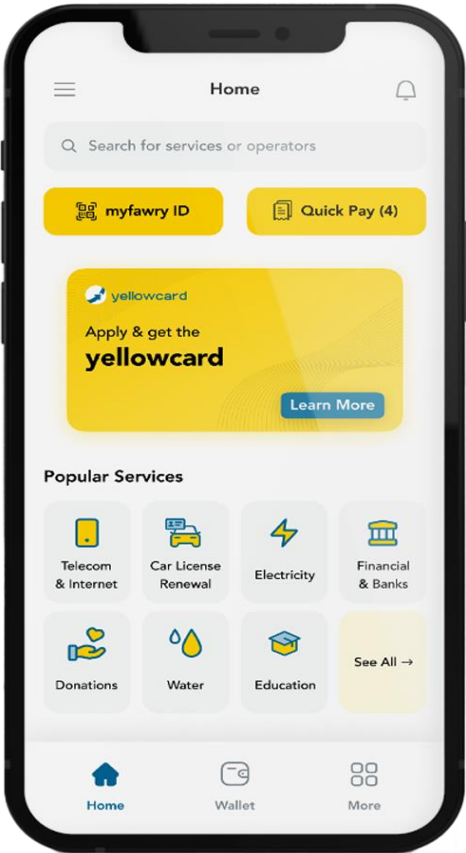 Home
Search for services or operators
myfawry ID
Quick Pay (4)
yellowcard
Apply & get the
yellowcard
Learn More
Popular Services
Telecom
& Internet
Car License
Renewal
Electricity
Financial
& Banks
Donations
Water
Education
See All →
Home
Wallet
More